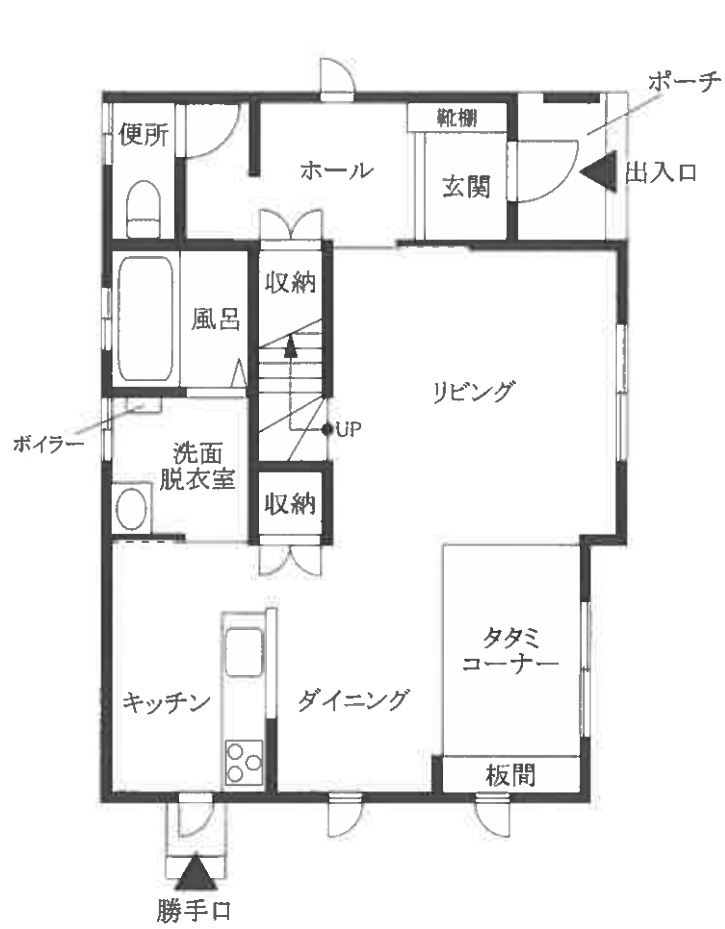 ポーチ
靴棚
便所
ホール
玄関
出入口
収納
風呂
リビング
UP
ボイラー
洗面
脱衣室
収納
タタミ
コーナー
キッチン
ダイニング
板間
勝手口